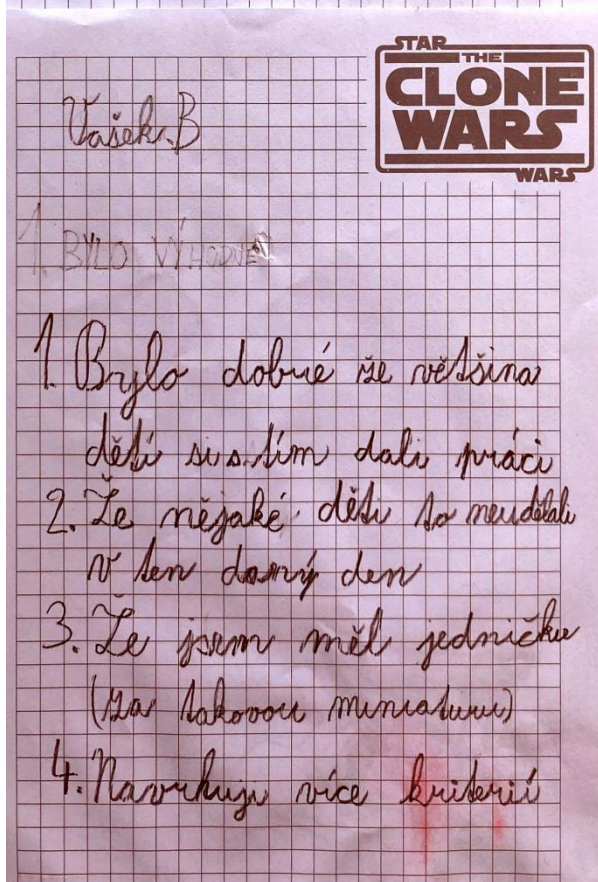 STAR
THE
CLONE
WARS
WARS
Vašek.B
1. BYLO VÝHODNÉ
1. Bylo dobré že většina
dětí si s tím dali práci
2. Že nějaké děti to neudělali
v ten daný den
3. Že jsem měl jedničku
(za takovou miniaturu)
4. Navrhuji více kriterií